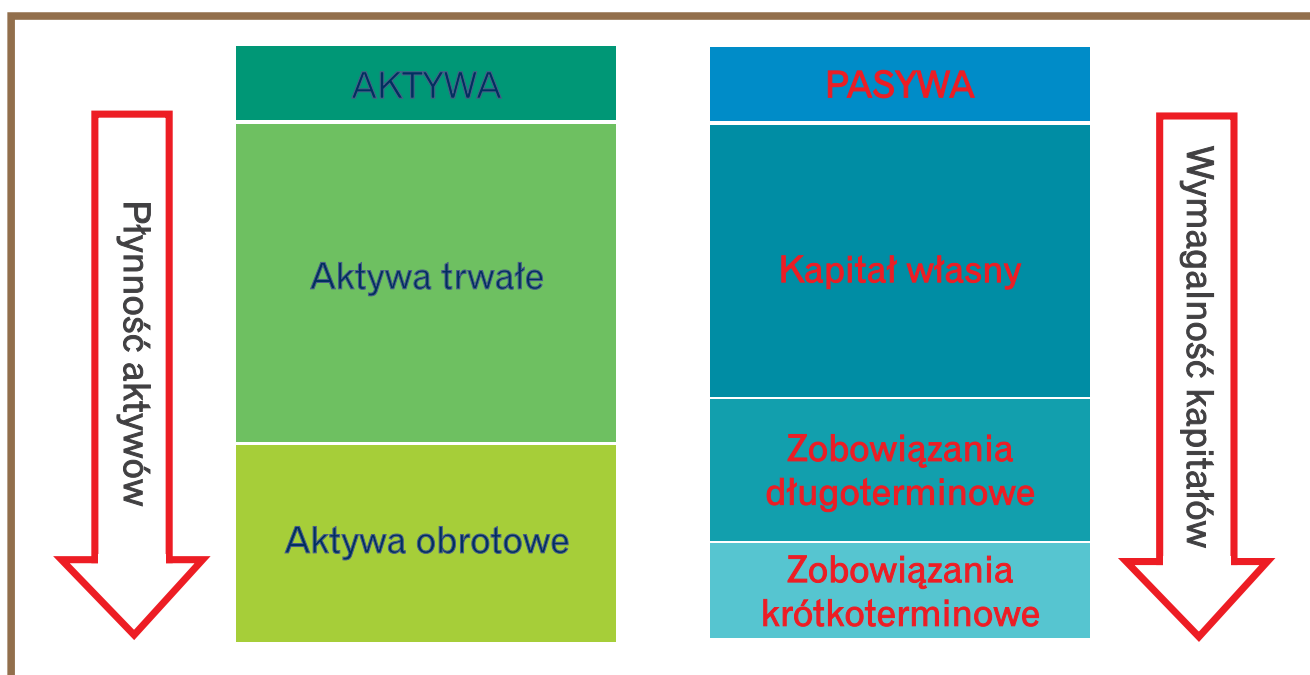 AKTYWA
PASYWA
Płynność aktywów
Aktywa trwałe
Aktywa obrotowe
Kapitał własny
Zobowiązania
długoterminowe
Zobowiązania
krótkoterminowe
Wymagalność kapitałów